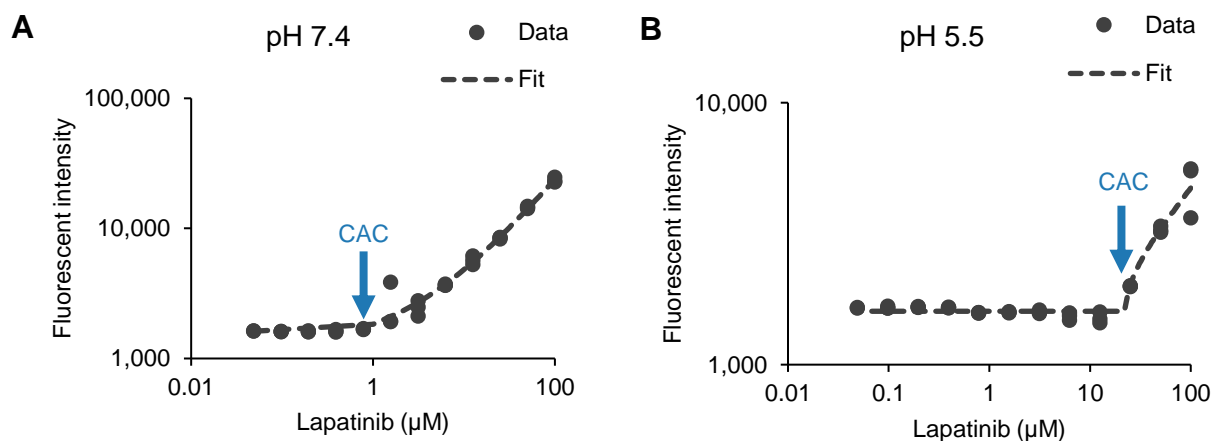 A
pH 7.4
Data
Fit
100,000
10,000
1,000
Fluorescent intensity
CAC
0.01
1
100
Lapatinib (µM)
B
pH 5.5
Data
Fit
10,000
1,000
Fluorescent intensity
CAC
0.01
0.1
1
10
100
Lapatinib (µM)